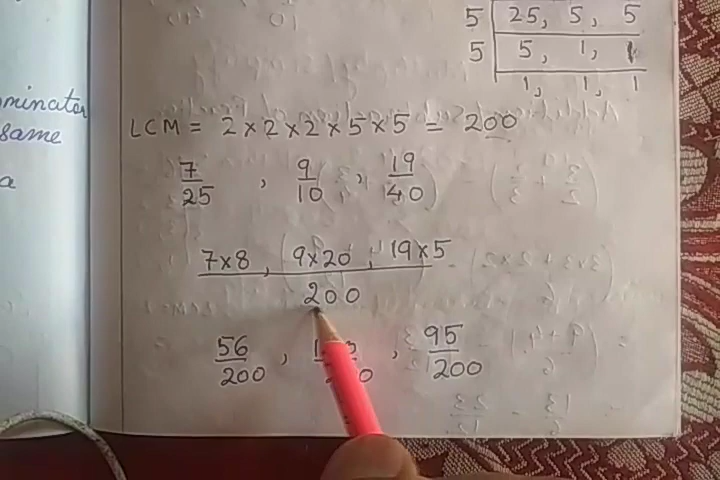 minator
same
a
5 | 25, 5, 5
5 | 5, 1, 1
1, 1, 1
LCM = 2 × 2 × 2 × 5 × 5 = 200
7/25 , 9/10 , 19/40
7×8 , 9×20 , 19×5
200
56/200 , , 95/200